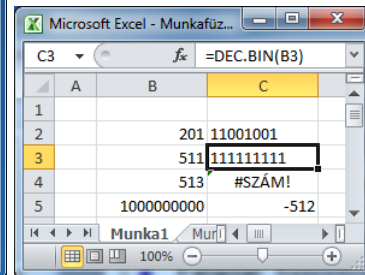 Microsoft Excel - Munkafüz...
C3 fx =DEC.BIN(B3)
A B C
1
2 201 11001001
3 511 111111111
4 513 #SZÁM!
5 1000000000 -512
Munka1 Mun
100%